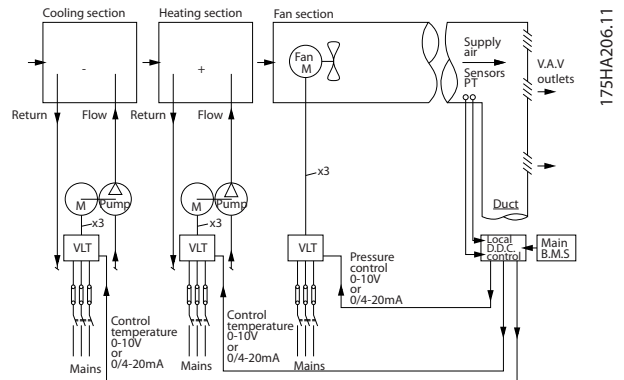 Cooling section
Heating section
Fan section
-
+
Fan
M
Supply
air
Sensors
PT
V.A.V
outlets
175HA206.11
Return
Flow
Return
Flow
x3
M
Pump
M
Pump
x3
x3
Duct
VLT
VLT
VLT
Local
D.D.C.
control
Main
B.M.S
Pressure
control
0-10V
or
0/4-20mA
Control
temperature
0-10V
or
0/4-20mA
Control
temperature
0-10V
or
0/4-20mA
Mains
Mains
Mains